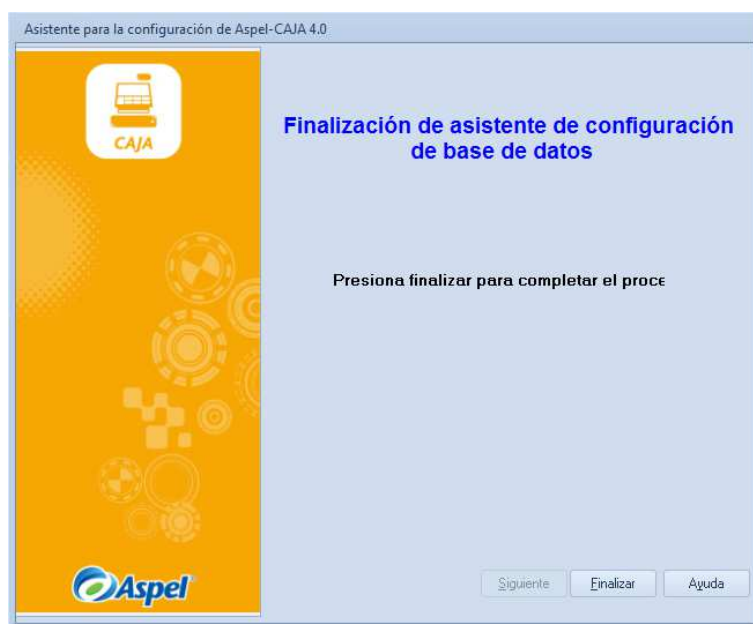 Asistente para la configuración de Aspel-CAJA 4.0
CAJA
Finalización de asistente de configuración
de base de datos
Presiona finalizar para completar el proce
Aspel
Siguiente Finalizar Ayuda